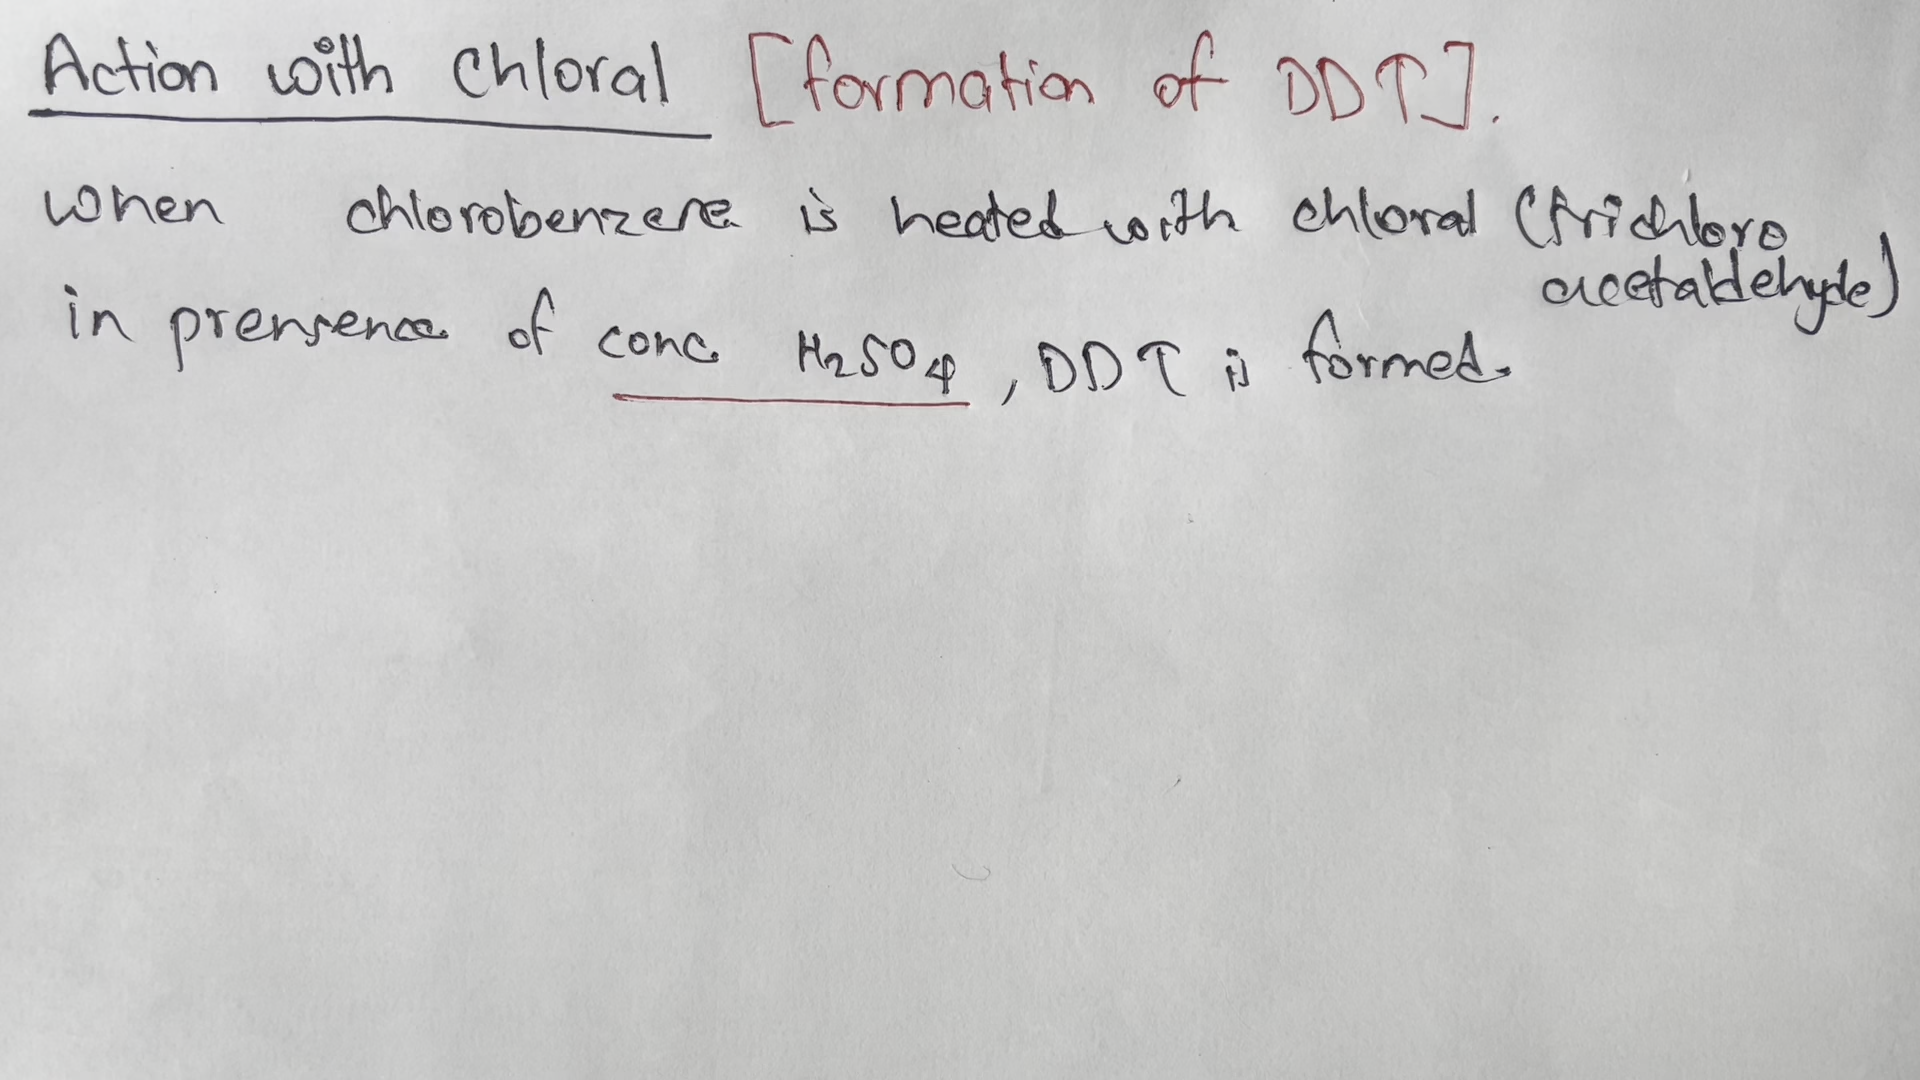 Action with Chloral [formation of DDT].
when chlorobenzene is heated with chloral (trichloro
acetaldehyde)
in prensence of conc. H2SO4, DDT is formed.